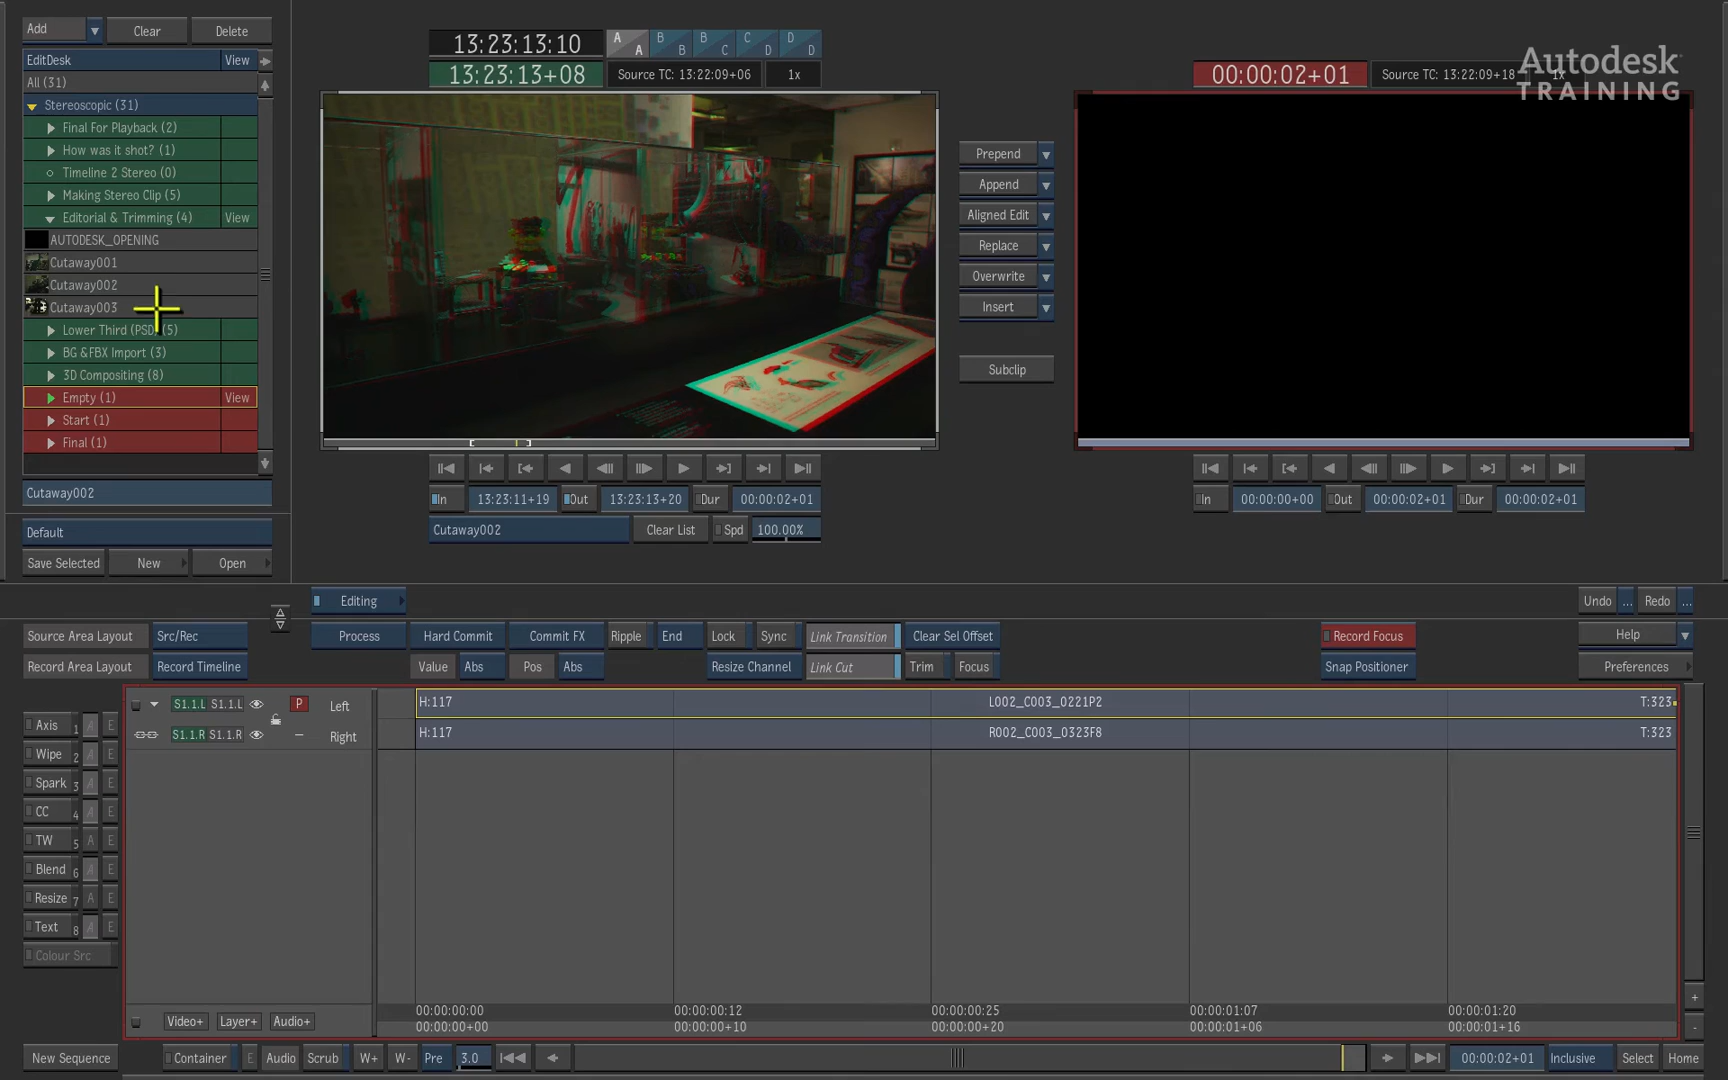 Add
Clear
Delete
EditDesk
View
All (31)
Stereoscopic (31)
Final For Playback (2)
How was it shot? (1)
Timeline 2 Stereo (0)
Making Stereo Clip (5)
Editorial & Trimming (4)
View
AUTODESK_OPENING
Cutaway001
Cutaway002
Cutaway003
Lower Third (PSD) (5)
BG &FBX Import (3)
3D Compositing (8)
Empty (1)
View
Start (1)
Final (1)
Cutaway002
Default
Save Selected
New
Open
13:23:13:10
A A B B B C C D D D
13:23:13+08
Source TC: 13:22:09+06
1x
In
13:23:11+19
Out
13:23:13+20
Dur
00:00:02+01
Cutaway002
Clear List
Spd
100.00%
Prepend
Append
Aligned Edit
Replace
Overwrite
Insert
Subclip
00:00:02+01
Source TC: 13:22:09+18
1x
Autodesk
TRAINING
In
00:00:00+00
Out
00:00:02+01
Dur
00:00:02+01
Editing
Undo
...
Redo
...
Source Area Layout
Src/Rec
Process
Hard Commit
Commit FX
Ripple
End
Lock
Sync
Link Transition
Clear Sel Offset
Record Focus
Help
Record Area Layout
Record Timeline
Value
Abs
Pos
Abs
Resize Channel
Link Cut
Trim
Focus
Snap Positioner
Preferences
S1.1.L S1.1.L
P
Left
H:117
L002_C003_0221P2
T:323
S1.1.R S1.1.R
Right
H:117
R002_C003_0323F8
T:323
Axis 1 A E
Wipe 2 A E
Spark 3 A E
CC 4 A E
TW 5 A E
Blend 6 A E
Resize 7 A E
Text 8 A E
Colour Src
Video+
Layer+
Audio+
00:00:00:00
00:00:00:12
00:00:00:25
00:00:01:07
00:00:01:20
00:00:00+00
00:00:00+10
00:00:00+20
00:00:01+06
00:00:01+16
+
-
New Sequence
Container
E
Audio
Scrub
W+
W-
Pre
3.0
00:00:02+01
Inclusive
Select
Home